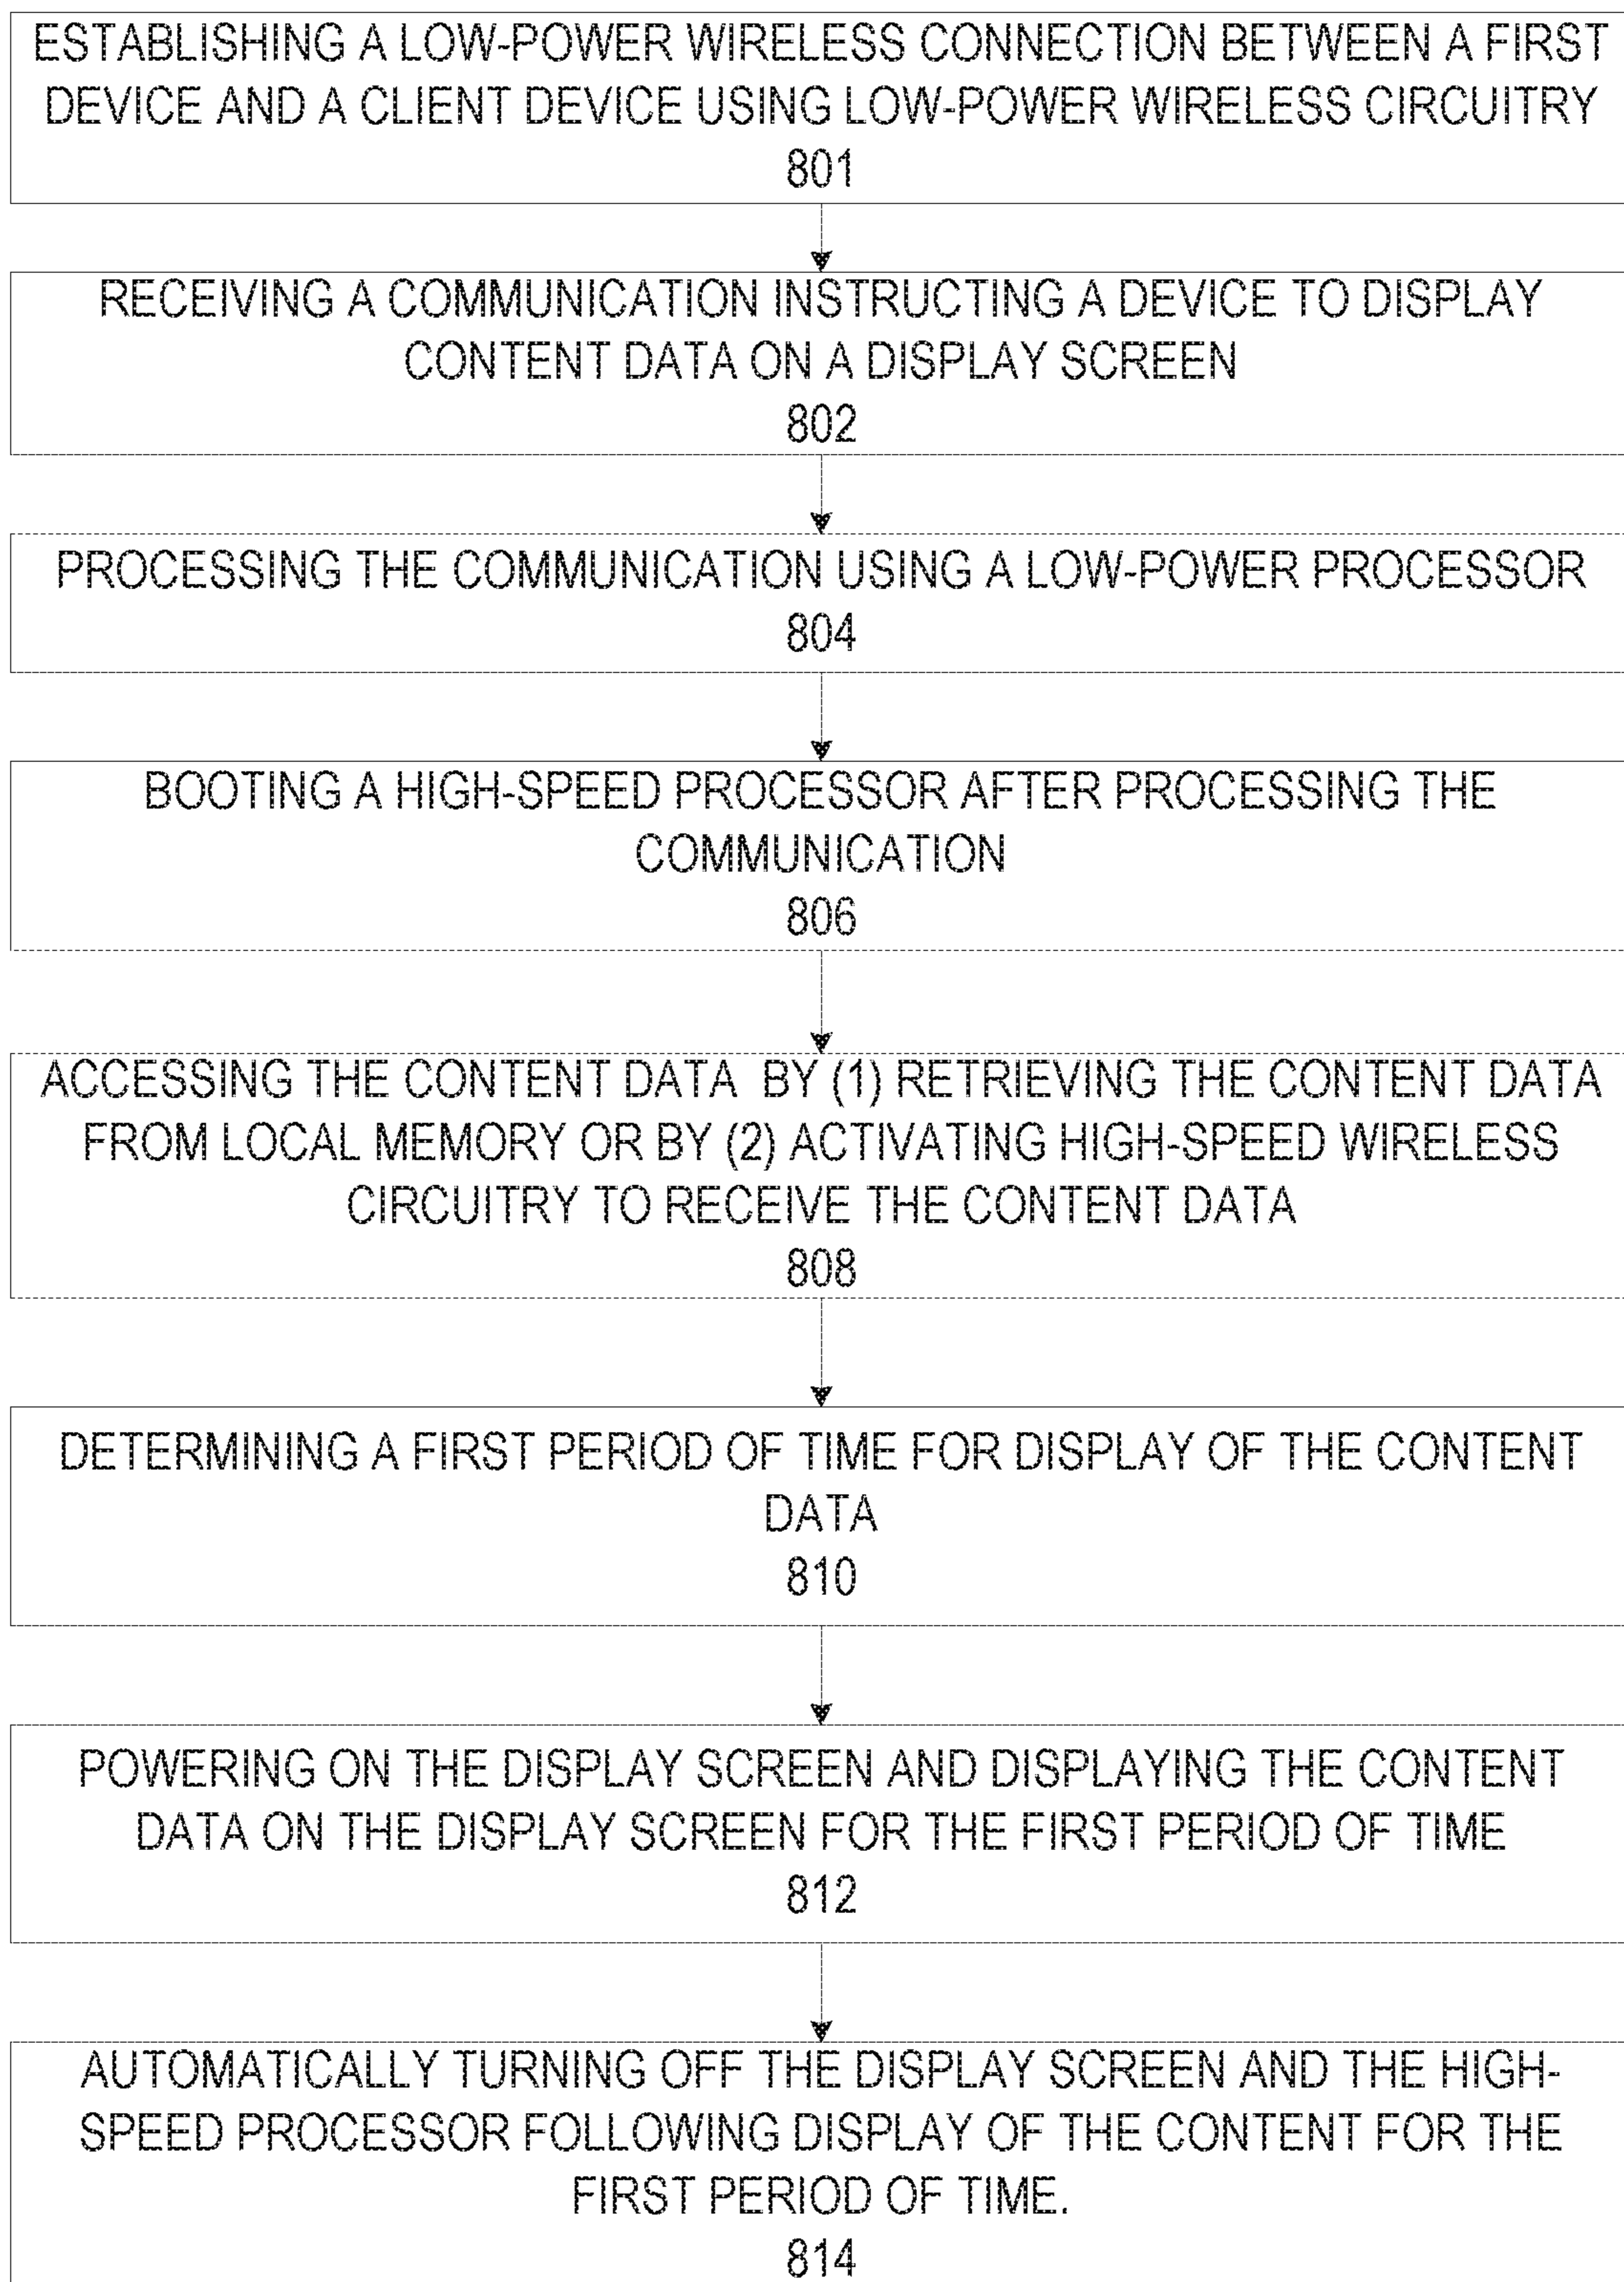 ESTABLISHING A LOW-POWER WIRELESS CONNECTION BETWEEN A FIRST
DEVICE AND A CLIENT DEVICE USING LOW-POWER WIRELESS CIRCUITRY
801
RECEIVING A COMMUNICATION INSTRUCTING A DEVICE TO DISPLAY
CONTENT DATA ON A DISPLAY SCREEN
802
PROCESSING THE COMMUNICATION USING A LOW-POWER PROCESSOR
804
BOOTING A HIGH-SPEED PROCESSOR AFTER PROCESSING THE
COMMUNICATION
806
ACCESSING THE CONTENT DATA BY (1) RETRIEVING THE CONTENT DATA
FROM LOCAL MEMORY OR BY (2) ACTIVATING HIGH-SPEED WIRELESS
CIRCUITRY TO RECEIVE THE CONTENT DATA
808
DETERMINING A FIRST PERIOD OF TIME FOR DISPLAY OF THE CONTENT
DATA
810
POWERING ON THE DISPLAY SCREEN AND DISPLAYING THE CONTENT
DATA ON THE DISPLAY SCREEN FOR THE FIRST PERIOD OF TIME
812
AUTOMATICALLY TURNING OFF THE DISPLAY SCREEN AND THE HIGH-
SPEED PROCESSOR FOLLOWING DISPLAY OF THE CONTENT FOR THE
FIRST PERIOD OF TIME.
814